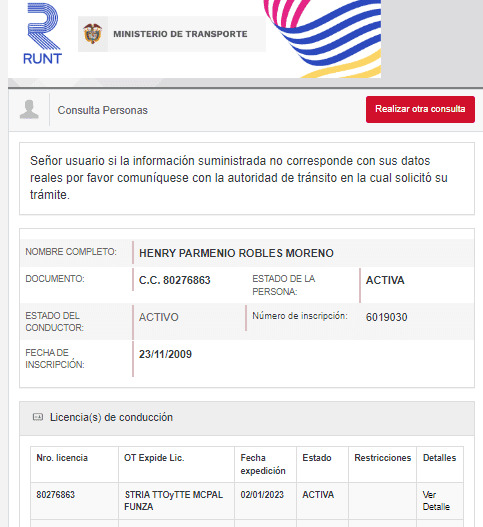 RUNT
MINISTERIO DE TRANSPORTE
Consulta Personas
Realizar otra consulta
Señor usuario si la información suministrada no corresponde con sus datos
reales por favor comuníquese con la autoridad de tránsito en la cual solicitó su
trámite.
NOMBRE COMPLETO: HENRY PARMENIO ROBLES MORENO
DOCUMENTO: C.C. 80276863 ESTADO DE LA PERSONA: ACTIVA
ESTADO DEL CONDUCTOR: ACTIVO Número de inscripción: 6019030
FECHA DE INSCRIPCIÓN: 23/11/2009
Licencia(s) de conducción
Nro. licencia OT Expide Lic. Fecha expedición Estado Restricciones Detalles
80276863 STRIA TTOyTTE MCPAL FUNZA 02/01/2023 ACTIVA Ver Detalle